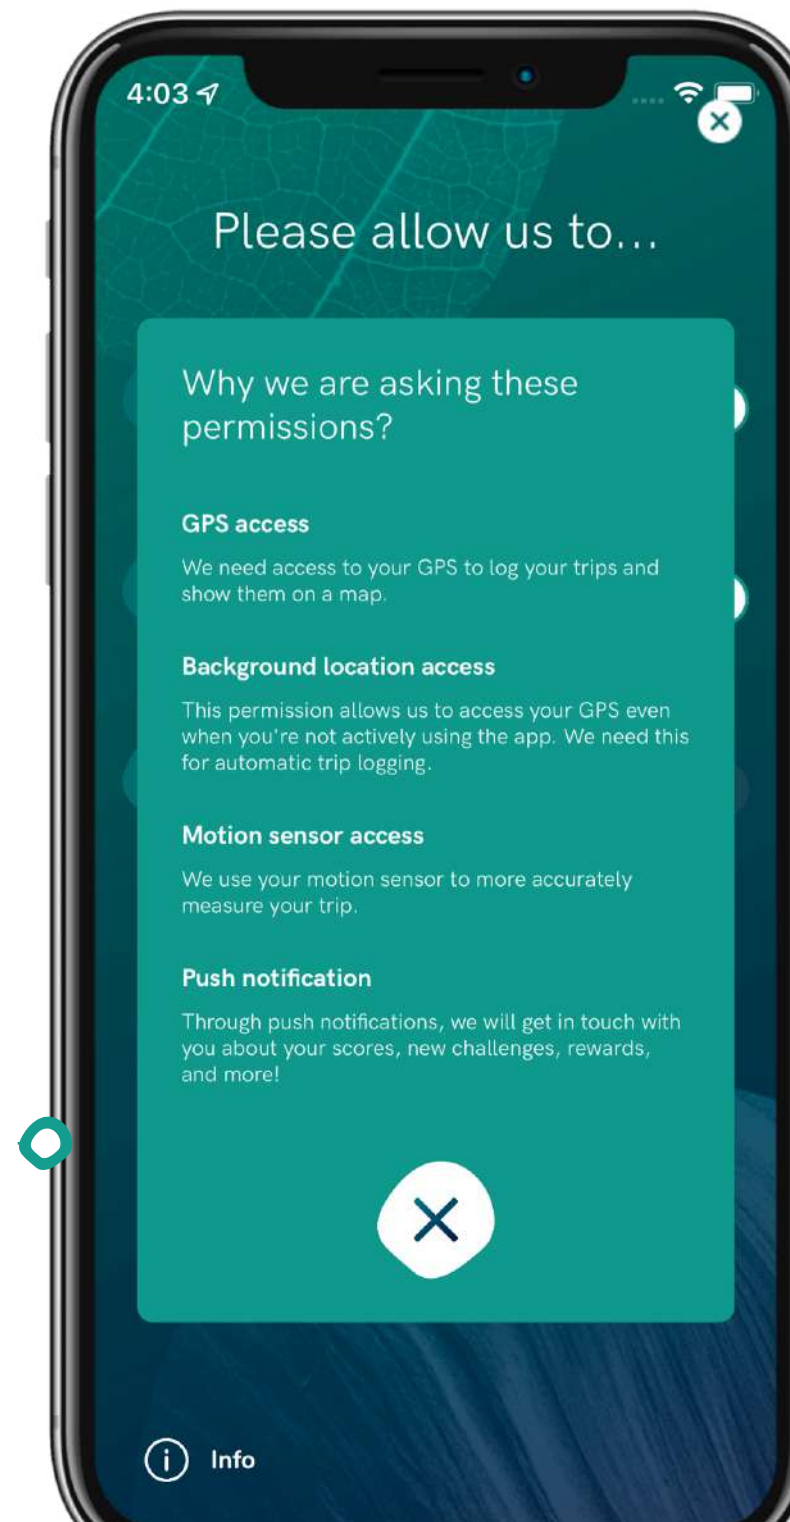 4:03
Please allow us to...
Why we are asking these
permissions?
GPS access
We need access to your GPS to log your trips and
show them on a map.
Background location access
This permission allows us to access your GPS even
when you're not actively using the app. We need this
for automatic trip logging.
Motion sensor access
We use your motion sensor to more accurately
measure your trip.
Push notification
Through push notifications, we will get in touch with
you about your scores, new challenges, rewards,
and more!
Info